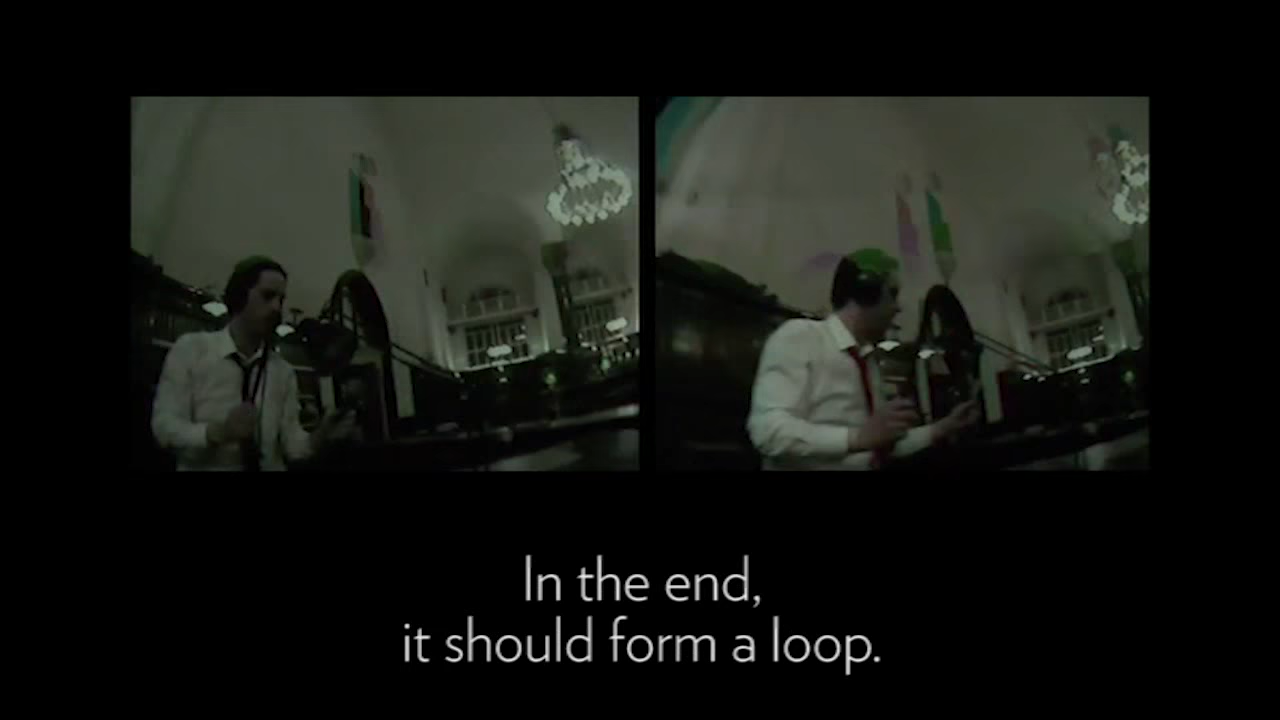 In the end,
it should form a loop.